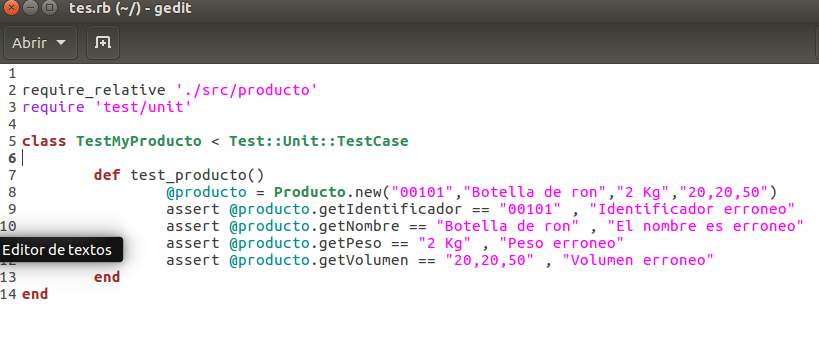 tes.rb (~/) - gedit
Abrir
1
2 require_relative './src/producto'
3 require 'test/unit'
4
5 class TestMyProducto < Test::Unit::TestCase
6
7 def test_producto()
8 @producto = Producto.new("00101","Botella de ron","2 Kg","20,20,50")
9 assert @producto.getIdentificador == "00101" , "Identificador erroneo"
10 assert @producto.getNombre == "Botella de ron" , "El nombre es erroneo"
Editor de textos assert @producto.getPeso == "2 Kg" , "Peso erroneo"
12 assert @producto.getVolumen == "20,20,50" , "Volumen erroneo"
13 end
14 end